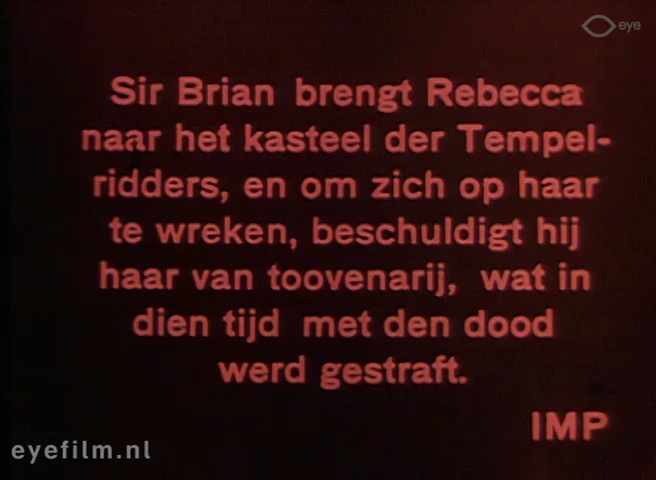 eye
Sir Brian brengt Rebecca
naar het kasteel der Tempel-
ridders, en om zich op haar
te wreken, beschuldigt hij
haar van toovenarij, wat in
dien tijd met den dood
werd gestraft.
IMP
eyefilm.nl